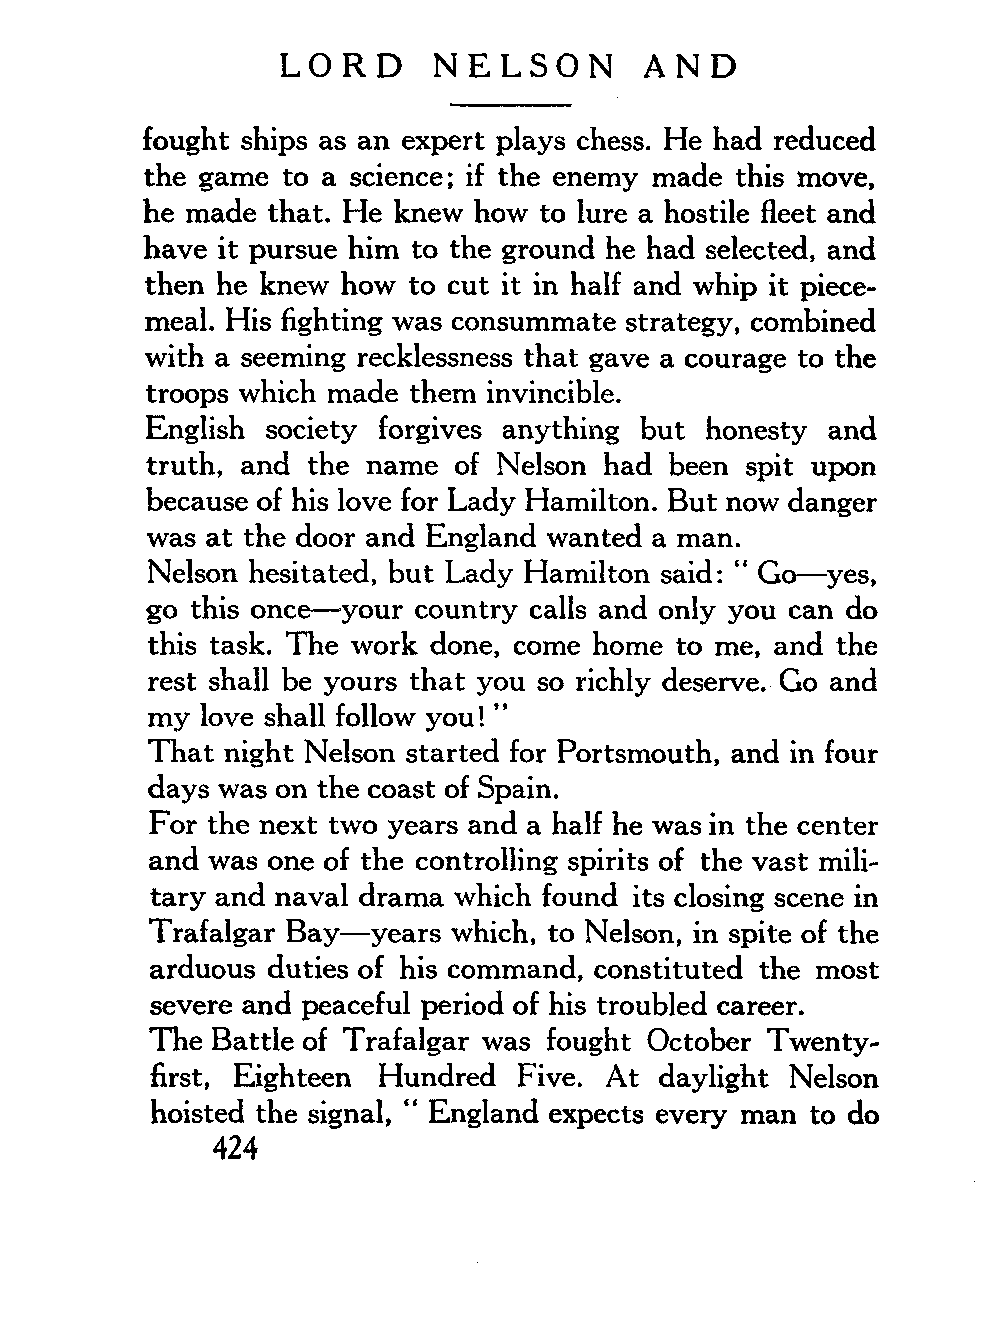 LORD NELSON AND
fought ships as an expert plays chess. He had reduced
the game to a science; if the enemy made this move,
he made that. He knew how to lure a hostile fleet and
have it pursue him to the ground he had selected, and
then he knew how to cut it in half and whip it piece-
meal. His fighting was consummate strategy, combined
with a seeming recklessness that gave a courage to the
troops which made them invincible.
English society forgives anything but honesty and
truth, and the name of Nelson had been spit upon
because of his love for Lady Hamilton. But now danger
was at the door and England wanted a man.
Nelson hesitated, but Lady Hamilton said: “ Go—yes,
go this once—your country calls and only you can do
this task. The work done, come home to me, and the
rest shall be yours that you so richly deserve. Go and
my love shall follow you! ”
That night Nelson started for Portsmouth, and in four
days was on the coast of Spain.
For the next two years and a half he was in the center
and was one of the controlling spirits of the vast mili-
tary and naval drama which found its closing scene in
Trafalgar Bay—years which, to Nelson, in spite of the
arduous duties of his command, constituted the most
severe and peaceful period of his troubled career.
The Battle of Trafalgar was fought October Twenty-
first, Eighteen Hundred Five. At daylight Nelson
hoisted the signal, “ England expects every man to do
424